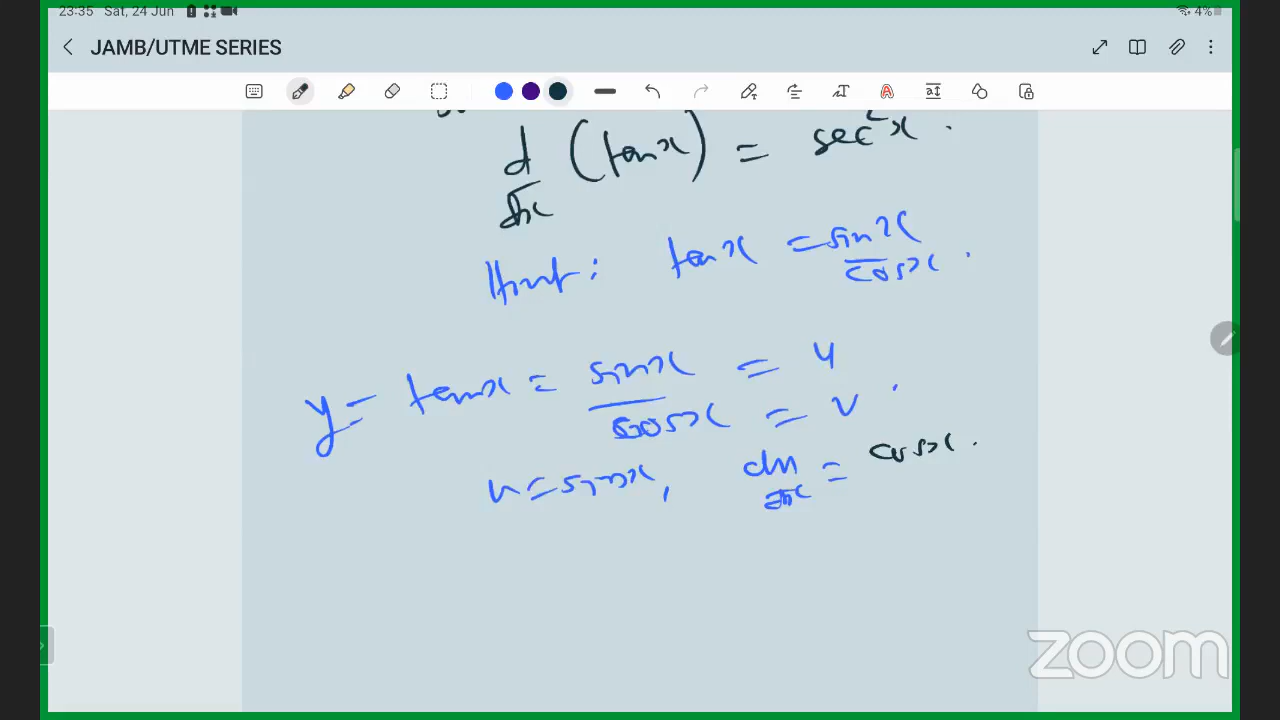 23:35 Sat, 24 Jun 4%
JAMB/UTME SERIES
d/dx (tanx) = sec²x.
Hint: tanx = sinx/cosx.
y = tanx = sinx = u
cosx = v.
u = sinx, du/dx = cosx.
zoom